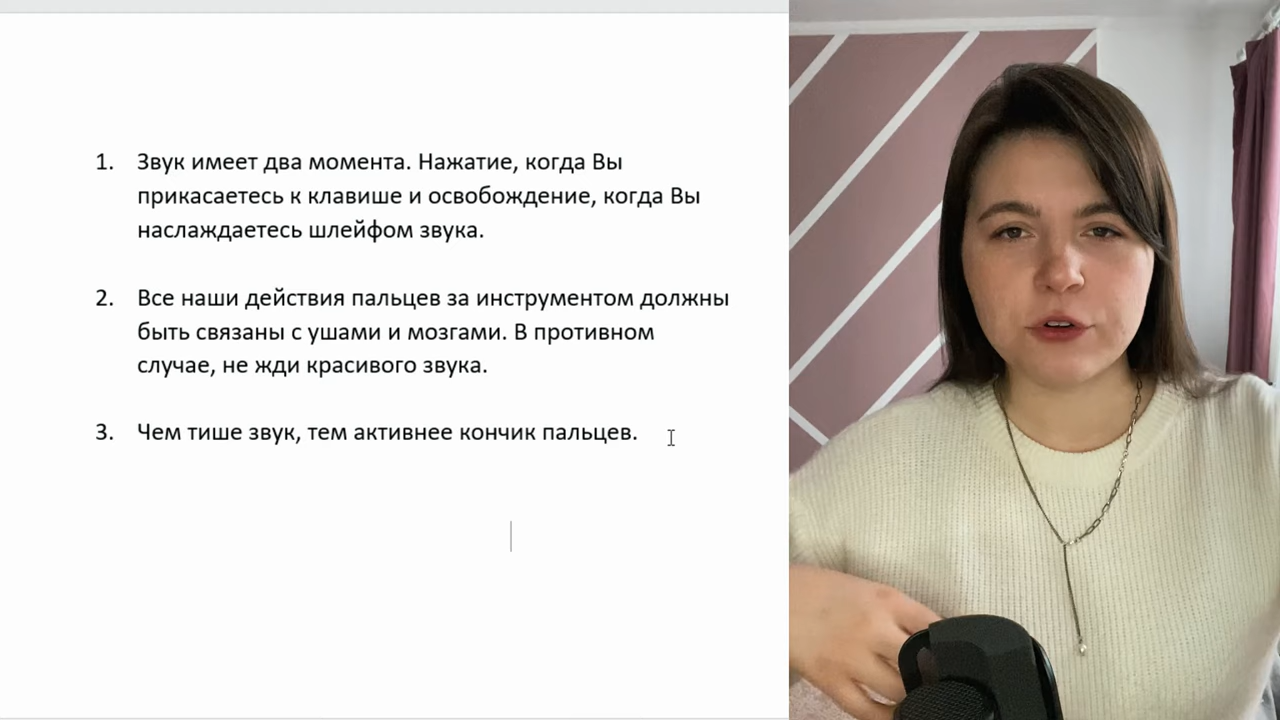 1. Звук имеет два момента. Нажатие, когда Вы
прикасаетесь к клавише и освобождение, когда Вы
наслаждаетесь шлейфом звука.
2. Все наши действия пальцев за инструментом должны
быть связаны с ушами и мозгами. В противном
случае, не жди красивого звука.
3. Чем тише звук, тем активнее кончик пальцев.